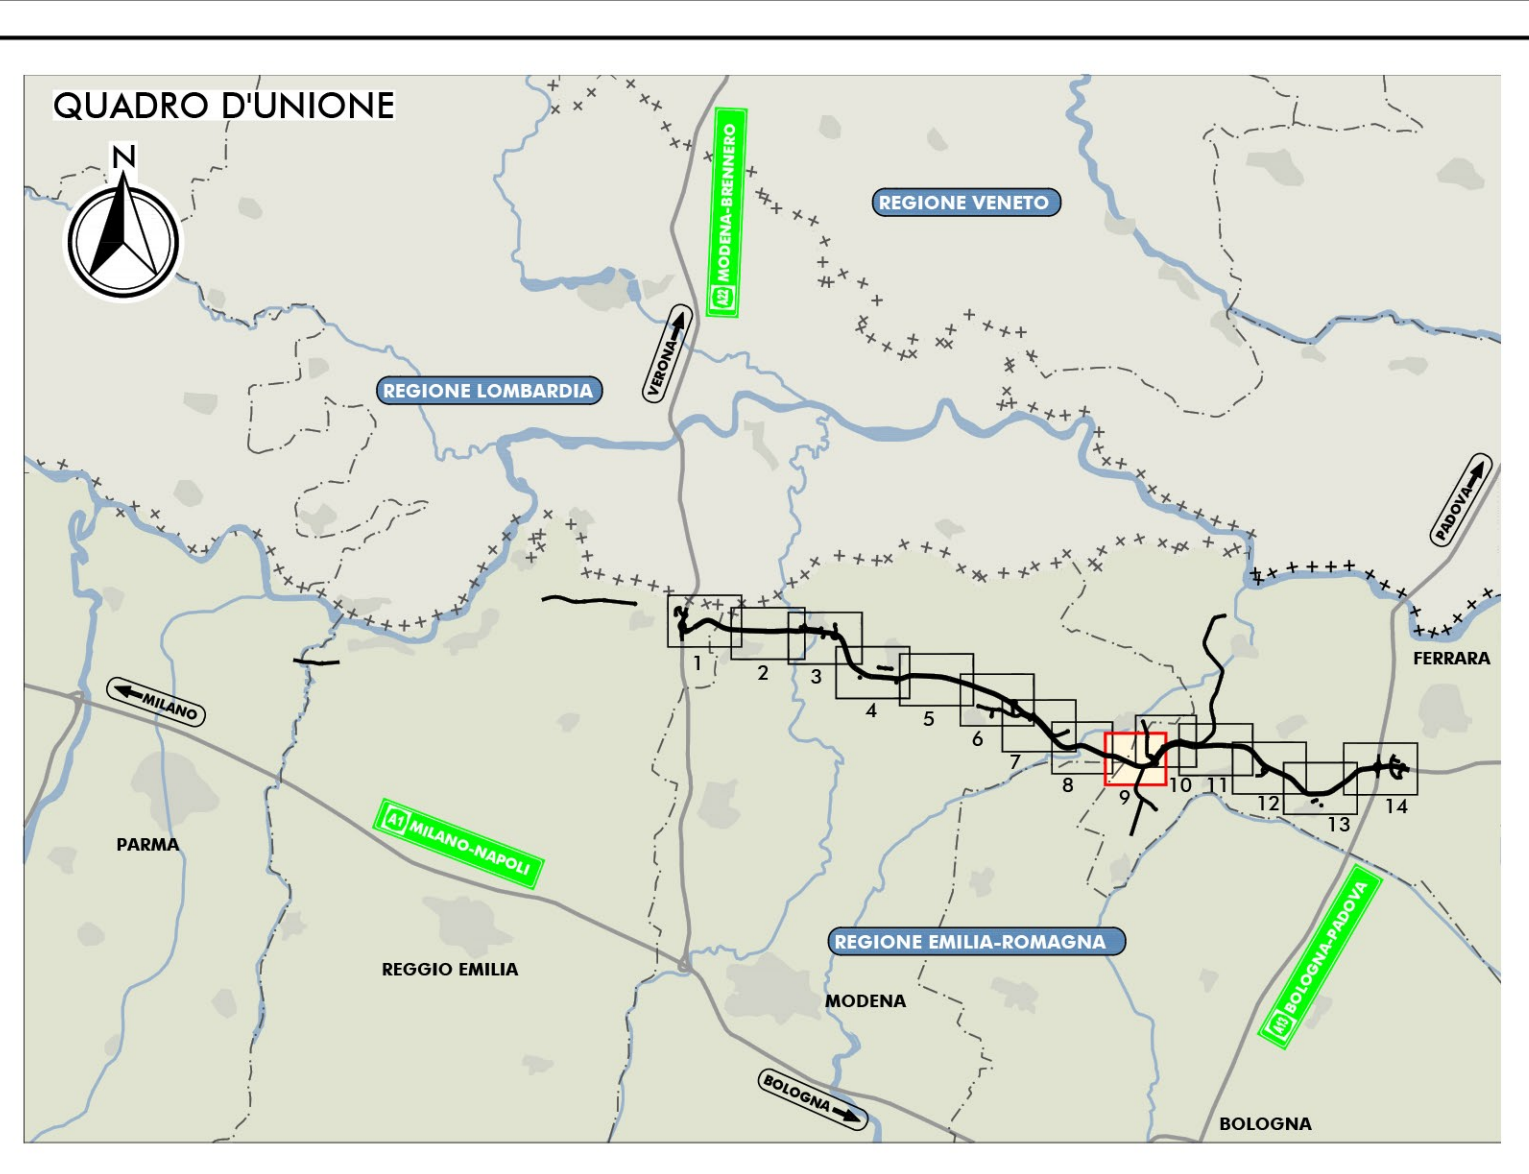 QUADRO D'UNIONE
N
A22 MODENA-BRENNERO
REGIONE VENETO
VERONA
REGIONE LOMBARDIA
PADOVA
FERRARA
1
2
3
4
5
6
7
8
9
10
11
12
13
14
MILANO
PARMA
A1 MILANO-NAPOLI
REGIONE EMILIA-ROMAGNA
A13 BOLOGNA-PADOVA
REGGIO EMILIA
MODENA
BOLOGNA
BOLOGNA